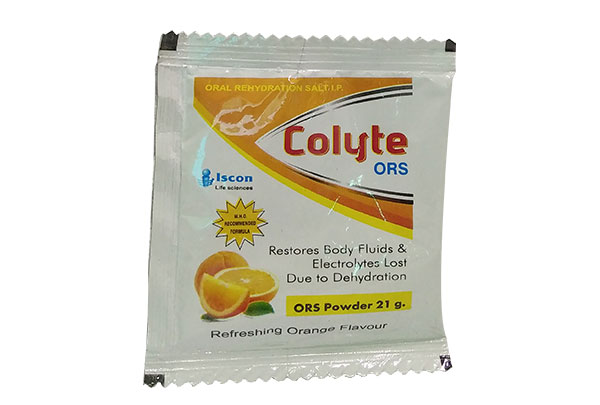 ORAL REHYDRATION SALT I.P.
Colyte
ORS
Iscon
Life sciences
W.H.O.
RECOMMENDED
FORMULA
Restores Body Fluids &
Electrolytes Lost
Due to Dehydration
ORS Powder 21 g.
Refreshing Orange Flavour